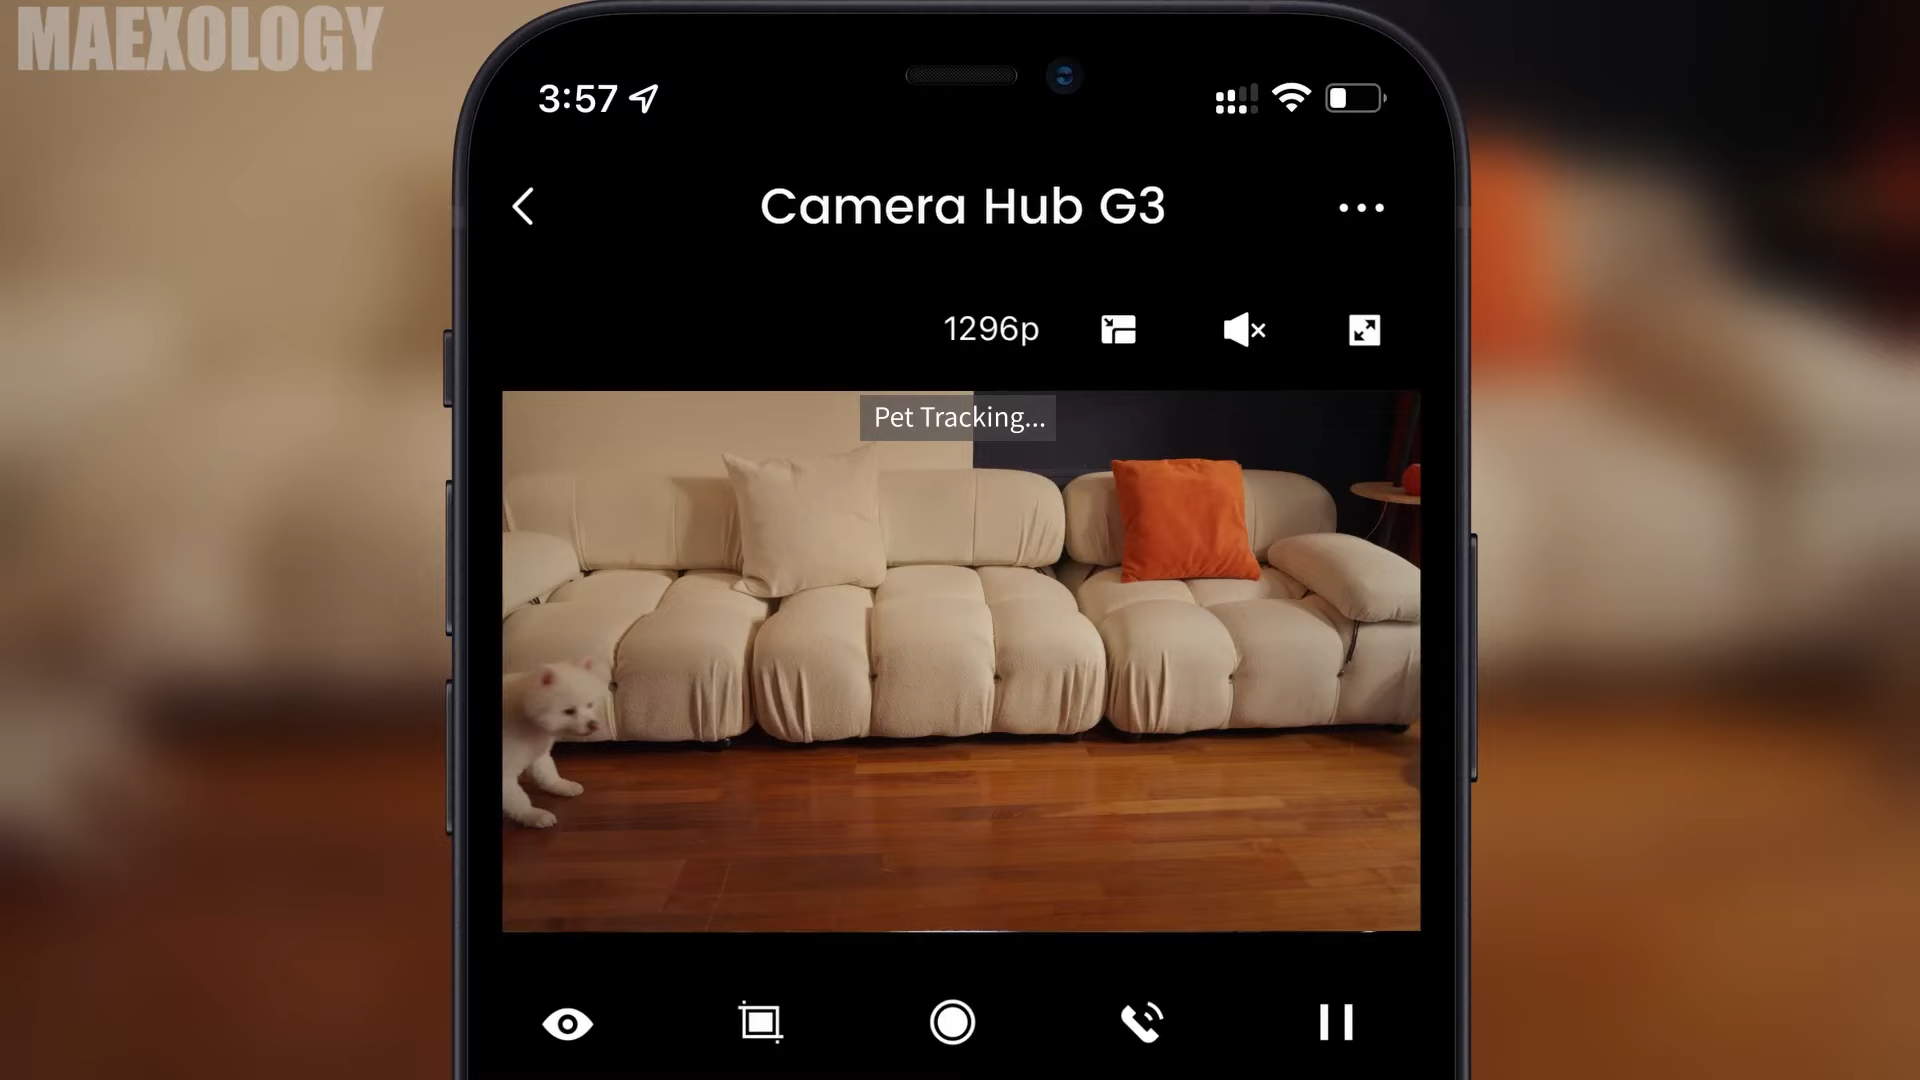 MAEXOLOGY
3:57
Camera Hub G3
1296p
Pet Tracking...